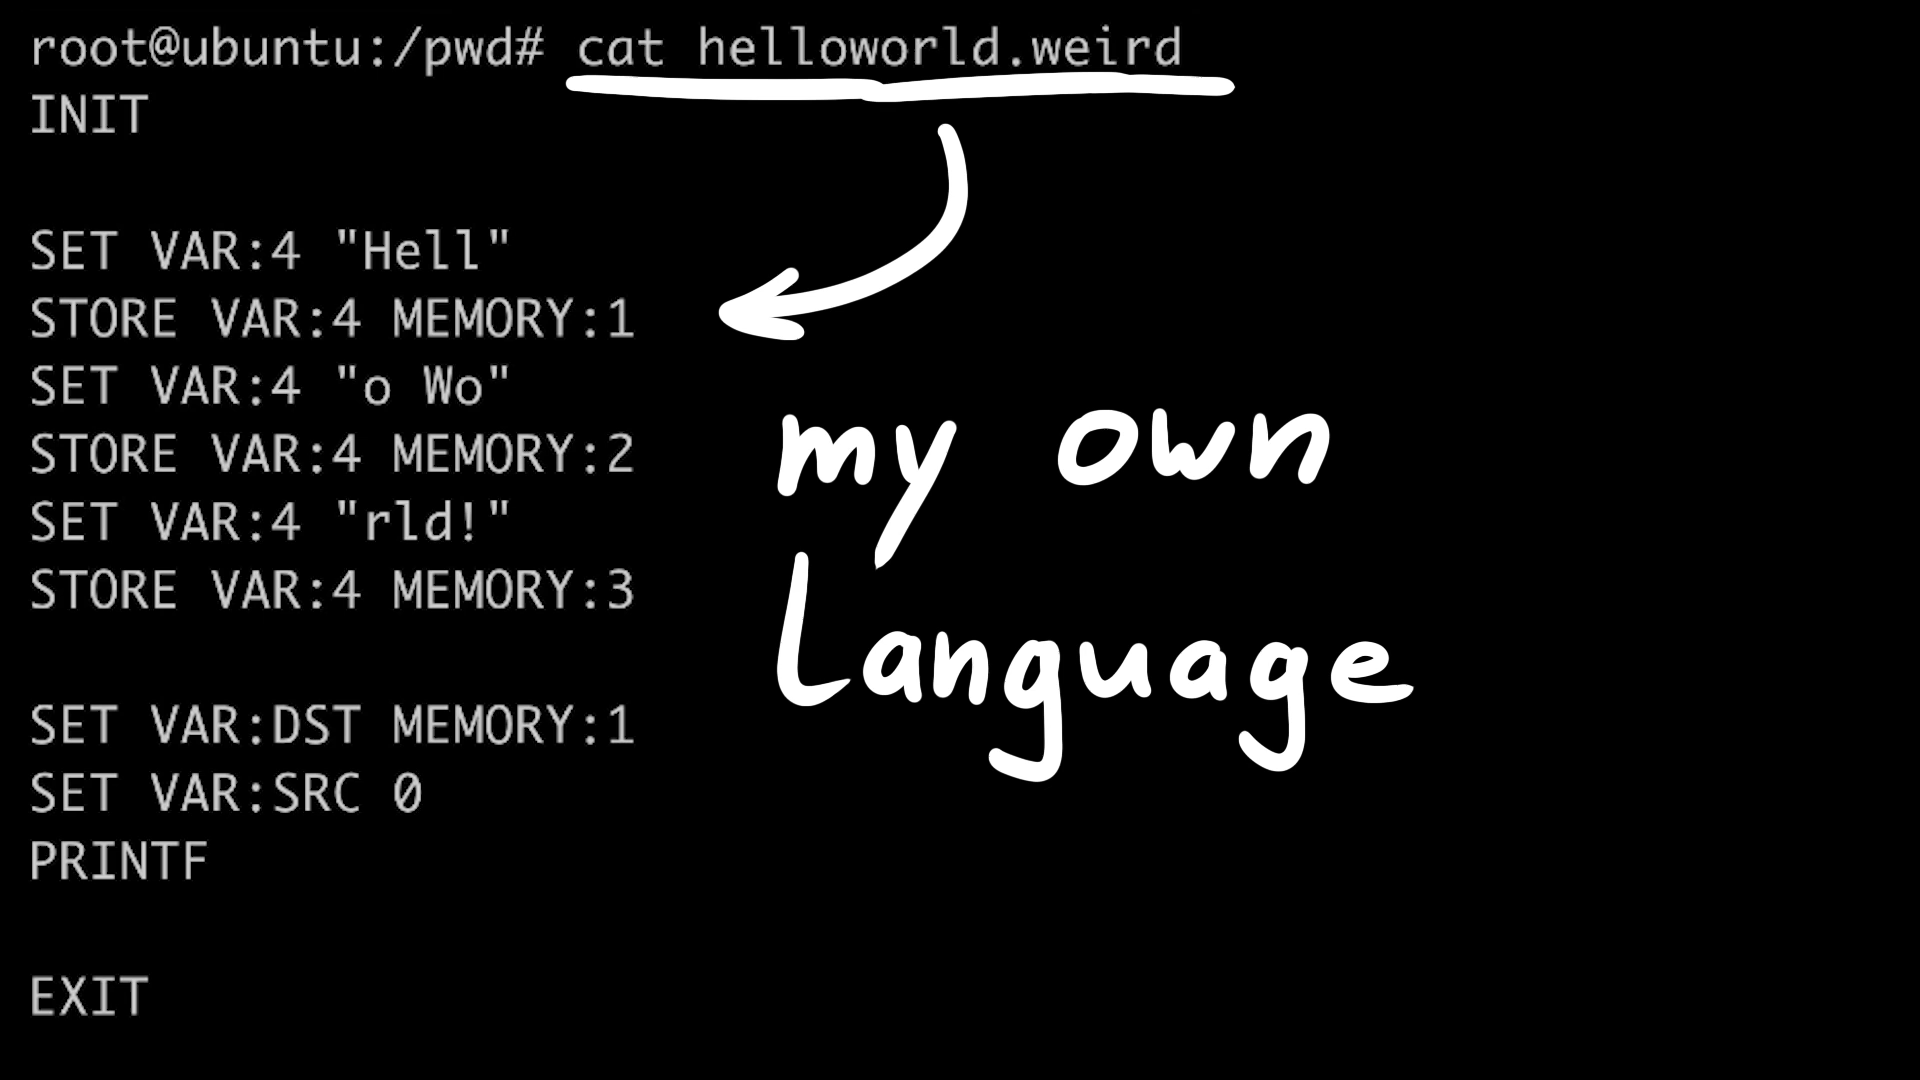 root@ubuntu:/pwd# cat helloworld.weird
INIT
SET VAR:4 "Hell"
STORE VAR:4 MEMORY:1
SET VAR:4 "o Wo"
STORE VAR:4 MEMORY:2
SET VAR:4 "rld!"
STORE VAR:4 MEMORY:3
SET VAR:DST MEMORY:1
SET VAR:SRC 0
PRINTF
EXIT
my own
Language